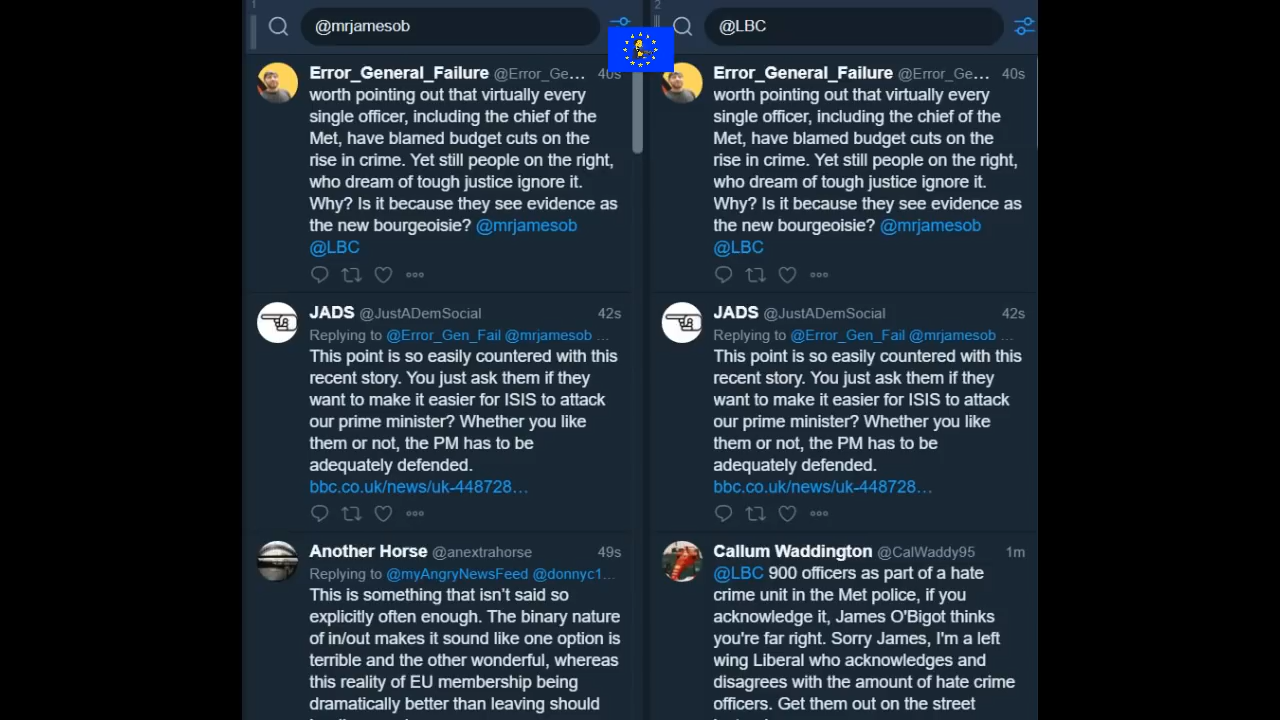 1
@mrjamesob
Error_General_Failure @Error_Ge... 40s
worth pointing out that virtually every
single officer, including the chief of the
Met, have blamed budget cuts on the
rise in crime. Yet still people on the right,
who dream of tough justice ignore it.
Why? Is it because they see evidence as
the new bourgeoisie? @mrjamesob
@LBC
JADS @JustADemSocial 42s
Replying to @Error_Gen_Fail @mrjamesob ...
This point is so easily countered with this
recent story. You just ask them if they
want to make it easier for ISIS to attack
our prime minister? Whether you like
them or not, the PM has to be
adequately defended.
bbc.co.uk/news/uk-448728...
Another Horse @anextrahorse 49s
Replying to @myAngryNewsFeed @donnyc1...
This is something that isn't said so
explicitly often enough. The binary nature
of in/out makes it sound like one option is
terrible and the other wonderful, whereas
this reality of EU membership being
dramatically better than leaving should
2
@LBC
Error_General_Failure @Error_Ge... 40s
worth pointing out that virtually every
single officer, including the chief of the
Met, have blamed budget cuts on the
rise in crime. Yet still people on the right,
who dream of tough justice ignore it.
Why? Is it because they see evidence as
the new bourgeoisie? @mrjamesob
@LBC
JADS @JustADemSocial 42s
Replying to @Error_Gen_Fail @mrjamesob ...
This point is so easily countered with this
recent story. You just ask them if they
want to make it easier for ISIS to attack
our prime minister? Whether you like
them or not, the PM has to be
adequately defended.
bbc.co.uk/news/uk-448728...
Callum Waddington @CalWaddy95 1m
@LBC 900 officers as part of a hate
crime unit in the Met police, if you
acknowledge it, James O'Bigot thinks
you're far right. Sorry James, I'm a left
wing Liberal who acknowledges and
disagrees with the amount of hate crime
officers. Get them out on the street